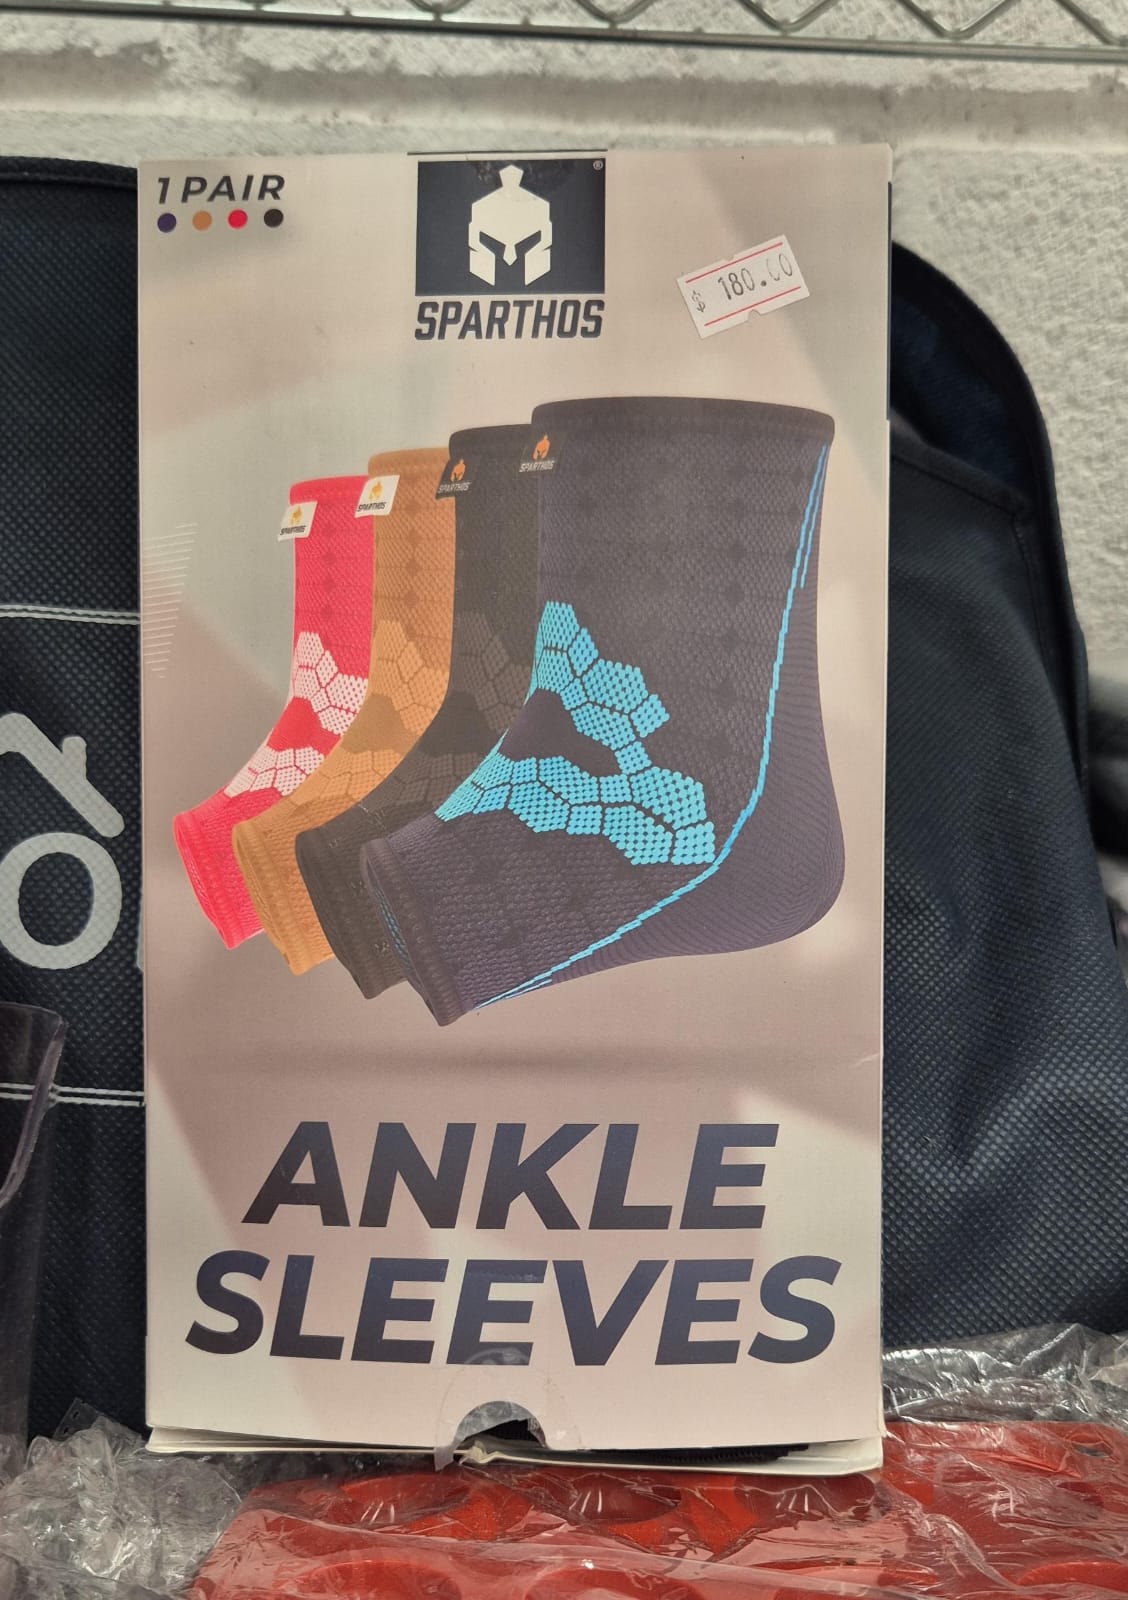 1 PAIR
®
SPARTHOS
$ 180.00
SPARTHOS
SPARTHOS
SPARTHOS
SPARTHOS
ANKLE
SLEEVES